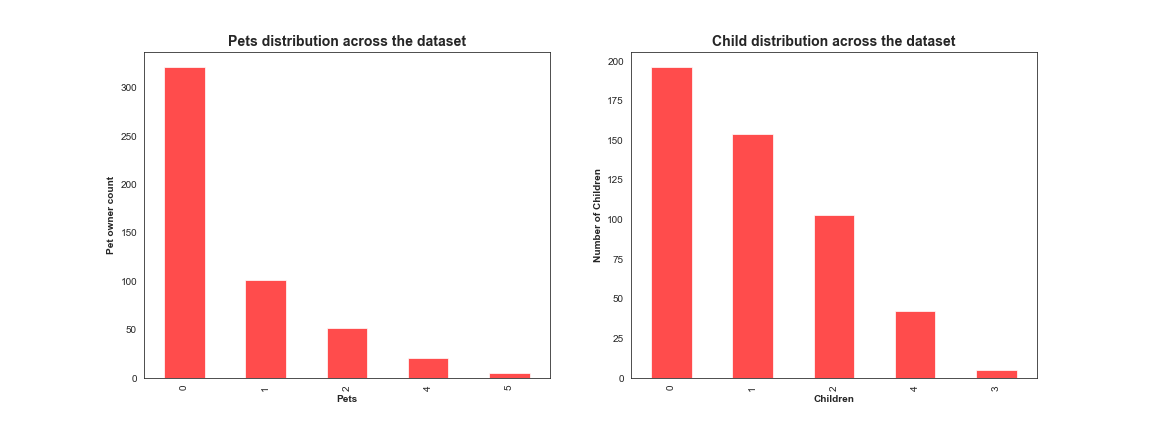 Pets distribution across the dataset
Pet owner count
300
250
200
150
100
50
0
0 1 2 4 5
Pets
Child distribution across the dataset
Number of Children
200
175
150
125
100
75
50
25
0
0 1 2 4 3
Children